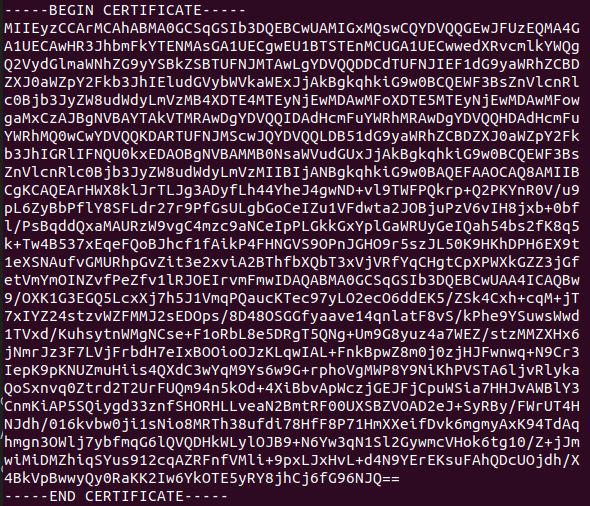 -----BEGIN CERTIFICATE-----
MIIEyzCCArMCAhABMA0GCSqGSIb3DQEBCwUAMIGxMQswCQYDVQQGEwJFUzEQMA4G
A1UECAwHR3JhbmFkYTENMAsGA1UECgwEU1BTSTEnMCUGA1UECwwedXRvcmlkYWQg
Q2VydGlmaWNhZG9yYSBkZSBTUFNJMTAwLgYDVQQDDCdTUFNJIEF1dG9yaWRhZCBD
ZXJ0aWZpY2Fkb3JhIEludGVybWVkaWExJjAkBgkqhkiG9w0BCQEWF3BsZnVlcnRl
c0Bjb3JyZW8udWdyLmVzMB4XDTE4MTEyNjEwMDAwMFoXDTE5MTEyNjEwMDAwMFow
gaMxCzAJBgNVBAYTAkVTMRAwDgYDVQQIDAdHcmFuYWRhMRAwDgYDVQQHDAdHcmFu
YWRhMQ0wCwYDVQQKDARTUFNJMScwJQYDVQQLDB51dG9yaWRhZCBDZXJ0aWZpY2Fk
b3JhIGRlIFNQU0kxEDAOBgNVBAMMB0NsaWVudGUxJjAkBgkqhkiG9w0BCQEWF3Bs
ZnVlcnRlc0Bjb3JyZW8udWdyLmVzMIIBIjANBgkqhkiG9w0BAQEFAAOCAQ8AMIIB
CgKCAQEArHWX8klJrTLJg3ADyfLh44YheJ4gwND+vl9TWFPQkrp+Q2PKYnR0V/u9
pL6ZyBbPflY8SFLdr27r9PfGsULgbGoCeIZu1VFdwta2JOBjuPzV6vIH8jxb+0bf
l/PsBqddQxaMAURzW9vgC4mzc9aNCeIpPLGkkGxYplGaWRUyGeIQah54bs2fK8q5
k+Tw4B537xEqeFQoBJhcf1fAikP4FHNGVS9OPnJGHO9r5szJL50K9HKhDPH6EX9t
1eXSNAufvGMURhpGvZit3e2xviA2BThfbXQbT3xVjVRfYqCHgtCpXPWXkGZZ3jGf
etVmYmOINZvfPeZfv1lRJOEIrvmFmwIDAQABMA0GCSqGSIb3DQEBCwUAA4ICAQBw
9/OXK1G3EGQ5LcxXj7h5J1VmqPQaucKTec97yLO2ecO6ddEK5/ZSk4Cxh+cqM+jT
7xIYZ24stzvWZFMMJ2sEDOps/8D48OSGGfyaave14qnlatF8vS/kPhe9YSuwsWwd
1TVxd/KuhsytnWMgNCse+F1oRbL8e5DRgT5QNg+Um9G8yuz4a7WEZ/stzMMZXHx6
jNmrJz3F7LVjFrbdH7eIxBOOioOJzKLqwIAL+FnkBpwZ8m0j0zjHJFwnwq+N9Cr3
IepK9pKNUZmuHiis4QXdC3wYqM9Ys6w9G+rphoVgMWP8Y9NiKhPVSTA6ljvRlyka
QoSxnvq0Ztrd2T2UrFUQm94n5kOd+4XiBbvApWczjGEJFjCpuWSia7HHJvAWBlY3
CnmKiAP5SQiygd33znfSHORHLLveaN2BmtRF00UXSBZVOAD2eJ+SyRBy/FWrUT4H
NJdh/016kvbw0ji1sNio8MRTh38ufdi78HfF8P71HmXXeifDvk6mgmyAxK94TdAq
hmgn3OWlj7ybfmqG6lQVQDHkWLylOJB9+N6Yw3qN1Sl2GywmcVHok6tg10/Z+jJm
wiMiDMZhiqSYus912cqAZRFnfVMli+9pxLJxHvL+d4N9YErEKsuFAhQDcUOjdh/X
4BkVpBwwyQy0RaKK2Iw6YkOTE5yRY8jhCj6fG96NJQ==
-----END CERTIFICATE-----